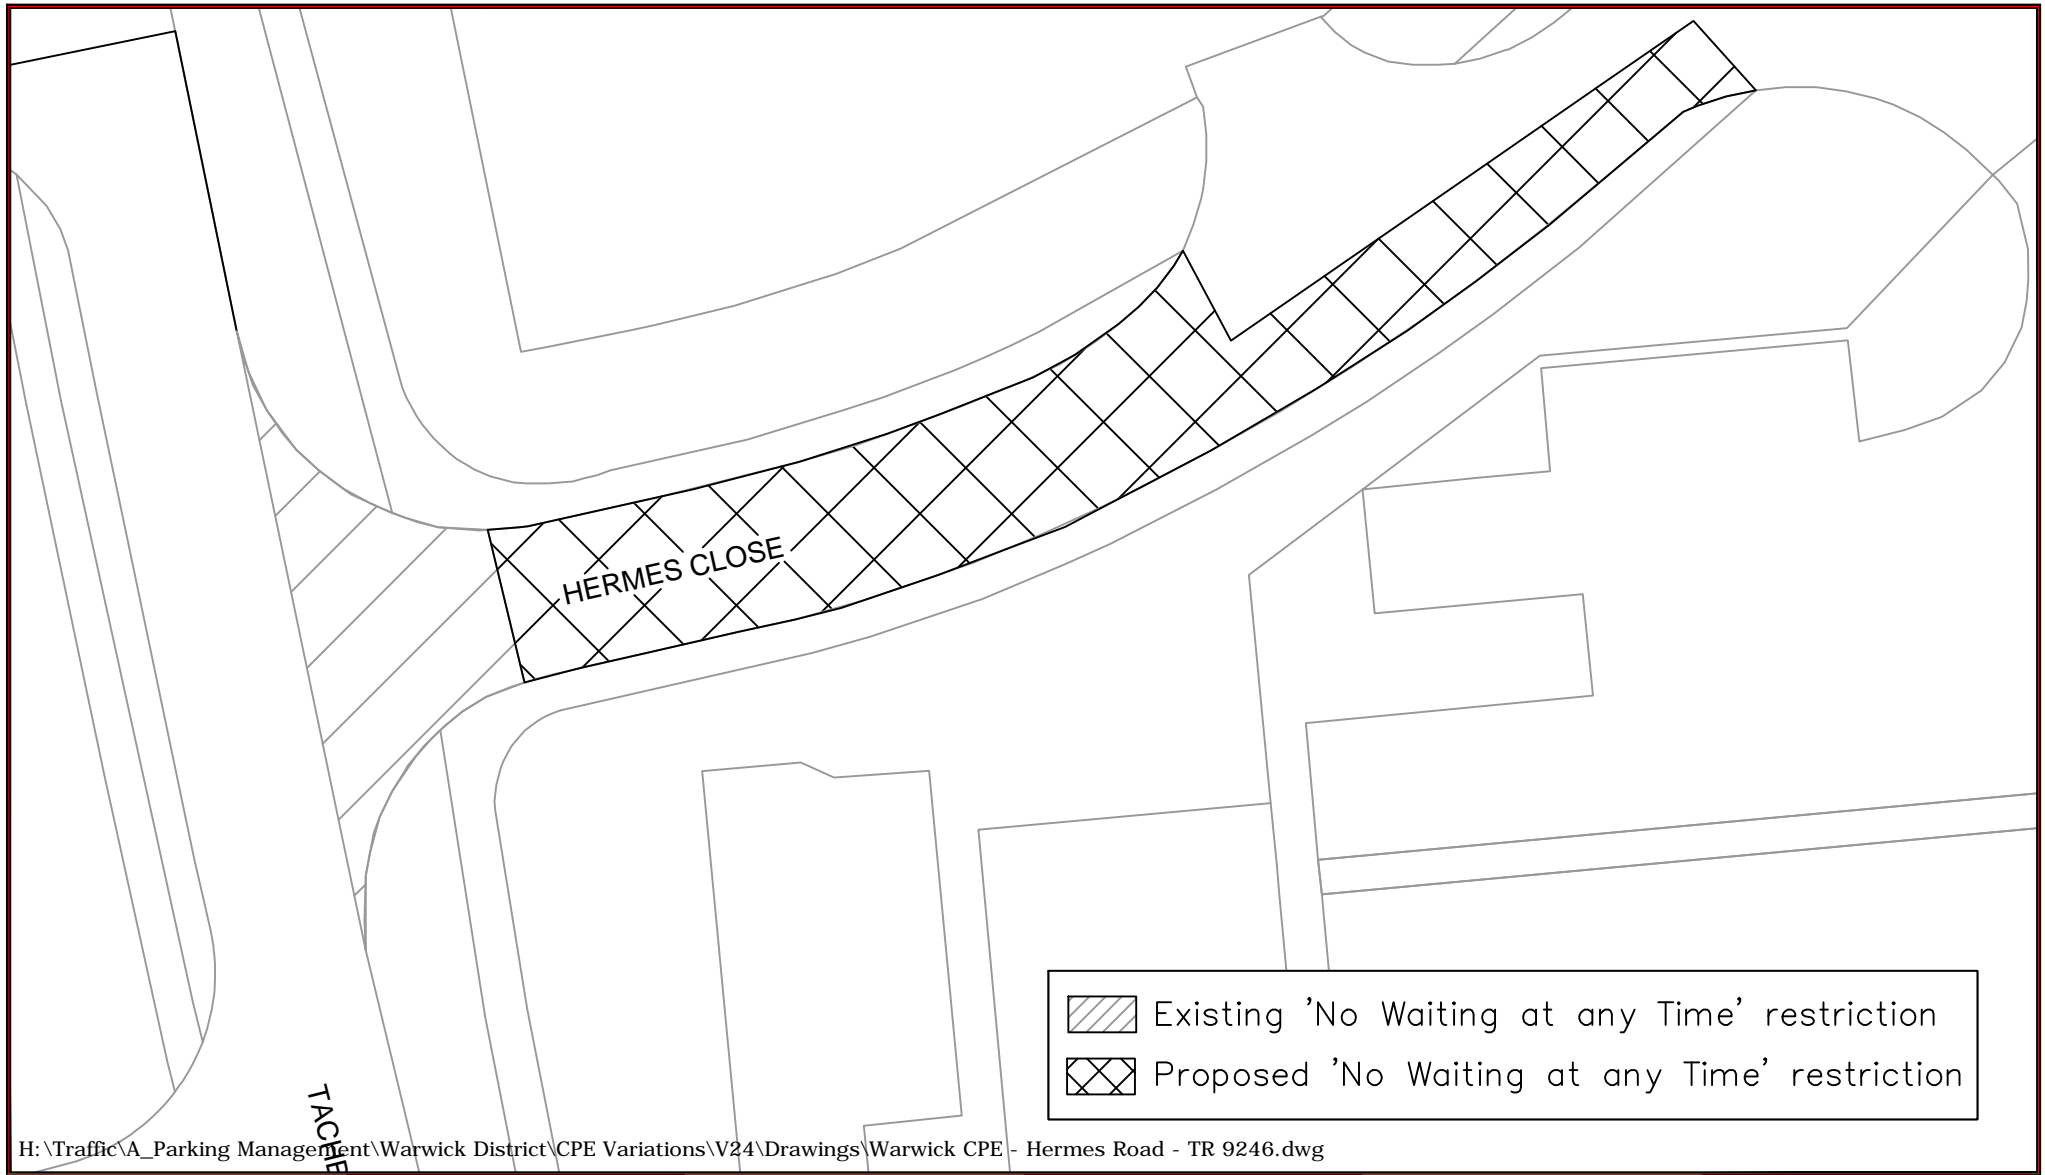 HERMES CLOSE
Existing 'No Waiting at any Time' restriction
Proposed 'No Waiting at any Time' restriction
TACHB
H:\Traffic\A_Parking Management\Warwick District\CPE Variations\V24\Drawings\Warwick CPE - Hermes Road - TR 9246.dwg